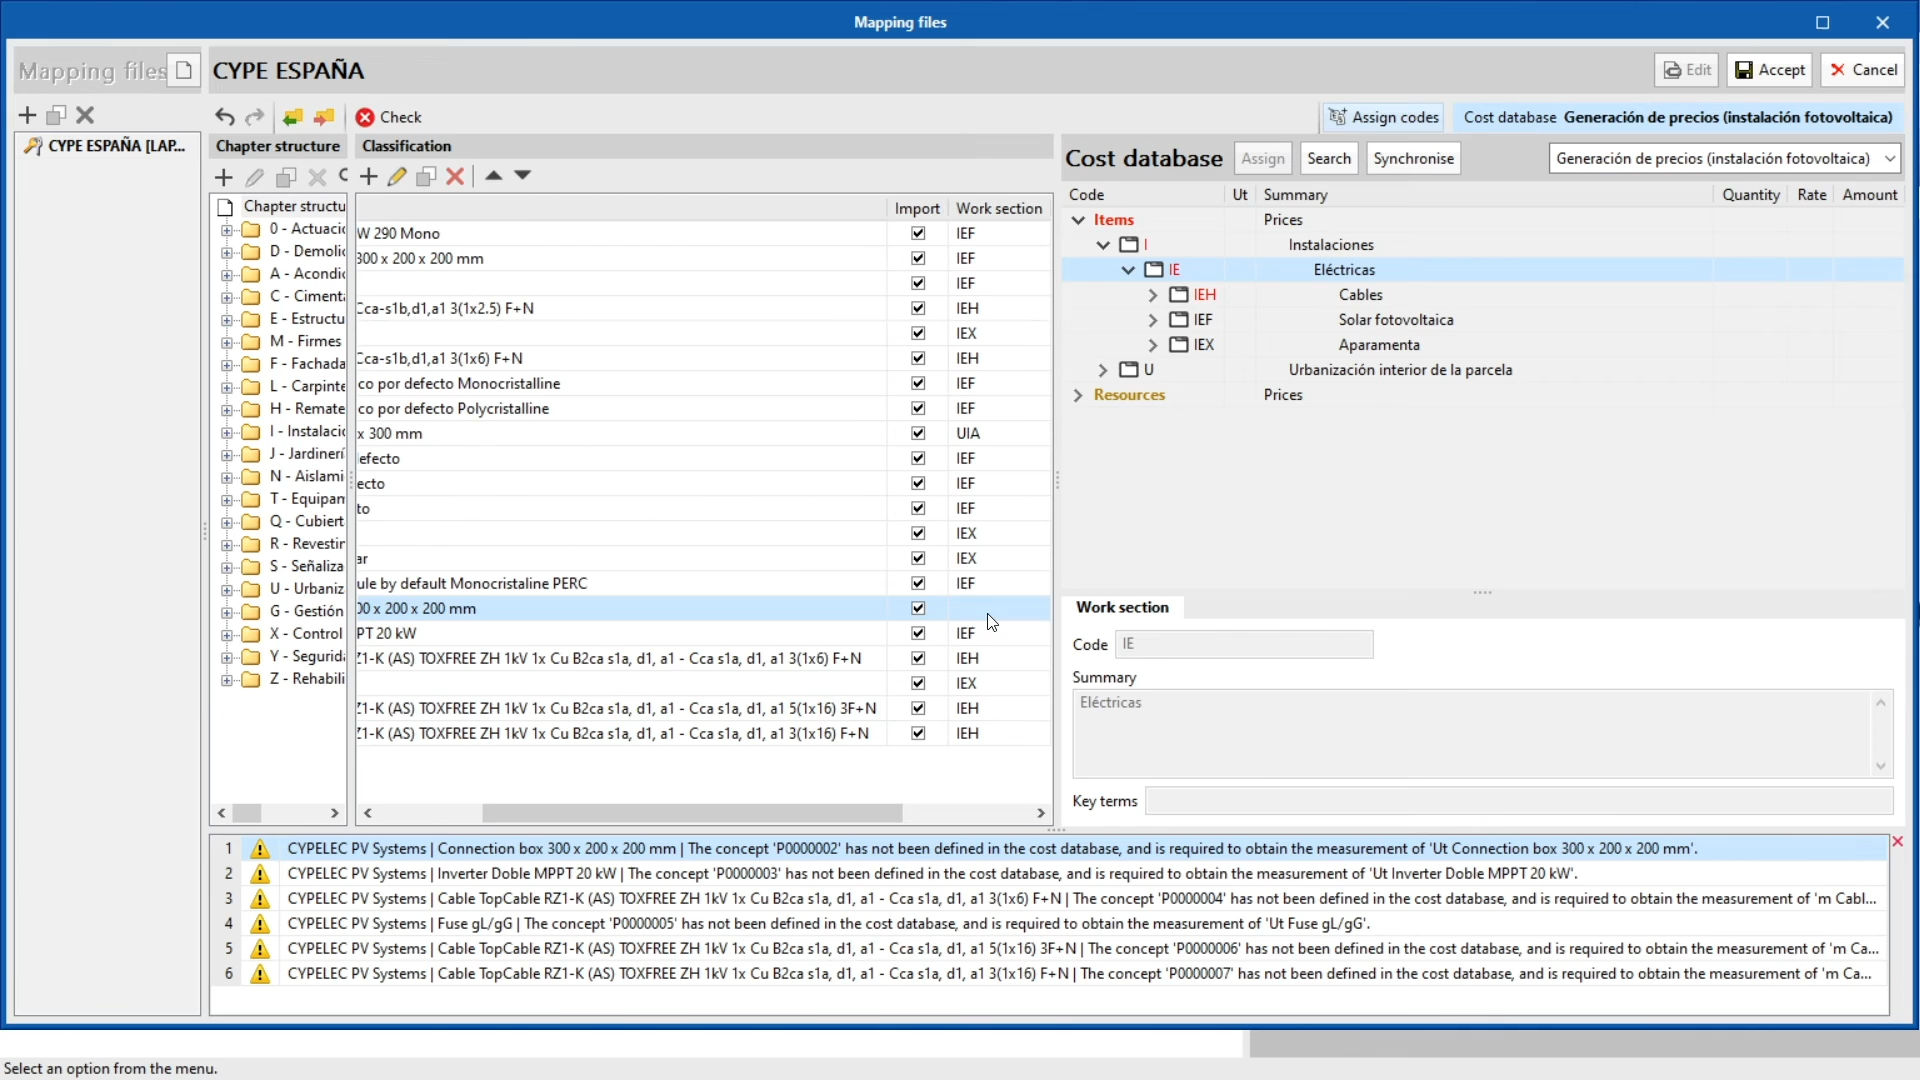 Mapping files
Mapping files
CYPE ESPAÑA
Edit
Accept
Cancel
Check
Assign codes
Cost database Generación de precios (instalación fotovoltaica)
CYPE ESPAÑA [LAP...
Chapter structure
Classification
Cost database
Assign
Search
Synchronise
Generación de precios (instalación fotovoltaica)
Chapter structu
0 - Actuacio
D - Demolic
A - Acondic
C - Cimenta
E - Estructu
M - Firmes
F - Fachada
L - Carpinte
H - Remate
I - Instalacio
J - Jardinerí
N - Aislami
T - Equipam
Q - Cubiert
R - Revestin
S - Señaliza
U - Urbaniz
G - Gestión
X - Control
Y - Segurida
Z - Rehabili
Import Work section
W 290 Mono IEF
300 x 200 x 200 mm IEF
IEF
Cca-s1b,d1,a1 3(1x2.5) F+N IEH
IEX
Cca-s1b,d1,a1 3(1x6) F+N IEH
co por defecto Monocristalline IEF
co por defecto Polycristalline IEF
x 300 mm UIA
efecto IEF
ecto IEF
to IEF
IEX
ar IEX
ule by default Monocristaline PERC IEF
00 x 200 x 200 mm
PT 20 kW IEF
Z1-K (AS) TOXFREE ZH 1kV 1x Cu B2ca s1a, d1, a1 - Cca s1a, d1, a1 3(1x6) F+N IEH
IEX
Z1-K (AS) TOXFREE ZH 1kV 1x Cu B2ca s1a, d1, a1 - Cca s1a, d1, a1 5(1x16) 3F+N IEH
Z1-K (AS) TOXFREE ZH 1kV 1x Cu B2ca s1a, d1, a1 - Cca s1a, d1, a1 3(1x16) F+N IEH
Code Ut Summary Quantity Rate Amount
Items Prices
I Instalaciones
IE Eléctricas
IEH Cables
IEF Solar fotovoltaica
IEX Aparamenta
U Urbanización interior de la parcela
Resources Prices
Work section
Code IE
Summary
Eléctricas
Key terms
1 CYPELEC PV Systems | Connection box 300 x 200 x 200 mm | The concept 'P0000002' has not been defined in the cost database, and is required to obtain the measurement of 'Ut Connection box 300 x 200 x 200 mm'.
2 CYPELEC PV Systems | Inverter Doble MPPT 20 kW | The concept 'P0000003' has not been defined in the cost database, and is required to obtain the measurement of 'Ut Inverter Doble MPPT 20 kW'.
3 CYPELEC PV Systems | Cable TopCable RZ1-K (AS) TOXFREE ZH 1kV 1x Cu B2ca s1a, d1, a1 - Cca s1a, d1, a1 3(1x6) F+N | The concept 'P0000004' has not been defined in the cost database, and is required to obtain the measurement of 'm Cabl...
4 CYPELEC PV Systems | Fuse gL/gG | The concept 'P0000005' has not been defined in the cost database, and is required to obtain the measurement of 'Ut Fuse gL/gG'.
5 CYPELEC PV Systems | Cable TopCable RZ1-K (AS) TOXFREE ZH 1kV 1x Cu B2ca s1a, d1, a1 - Cca s1a, d1, a1 5(1x16) 3F+N | The concept 'P0000006' has not been defined in the cost database, and is required to obtain the measurement of 'm Ca...
6 CYPELEC PV Systems | Cable TopCable RZ1-K (AS) TOXFREE ZH 1kV 1x Cu B2ca s1a, d1, a1 - Cca s1a, d1, a1 3(1x16) F+N | The concept 'P0000007' has not been defined in the cost database, and is required to obtain the measurement of 'm Ca...
Select an option from the menu.